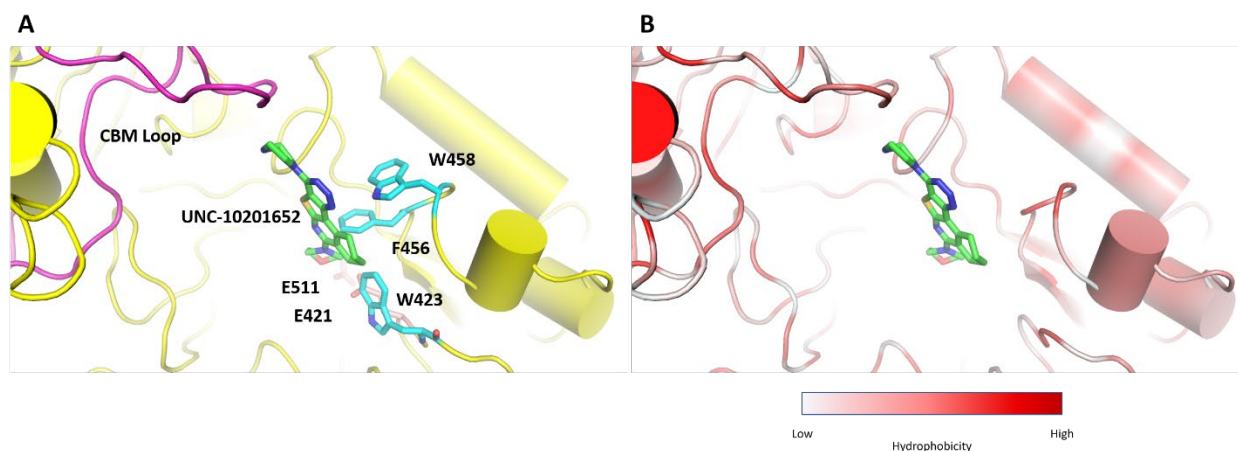 A
B
CBM Loop
W458
UNC-10201652
F456
E511
W423
E421
Low
High
Hydrophobicity